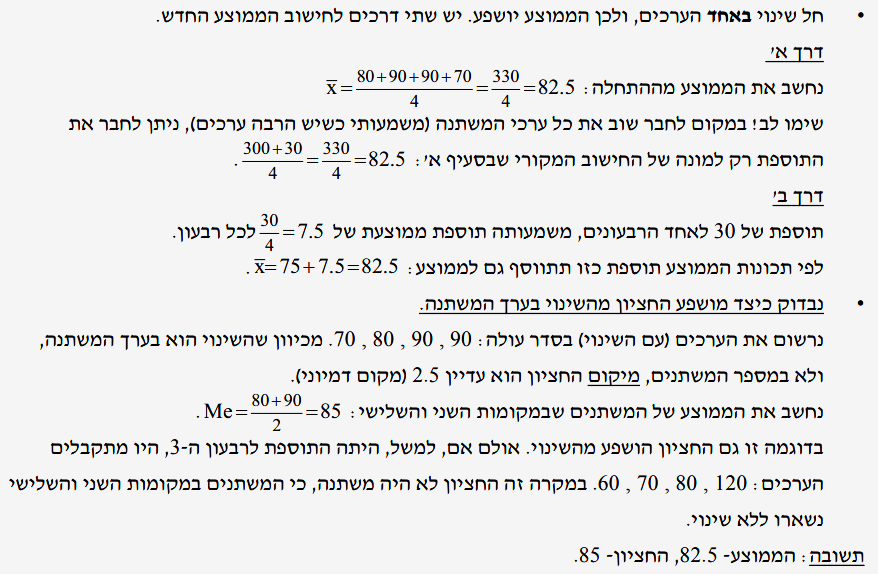 • חל שינוי באחד הערכים, ולכן הממוצע יושפע. יש שתי דרכים לחישוב הממוצע החדש.
דרך א׳
נחשב את הממוצע מההתחלה: x̅ = (80+90+90+70)/4 = 330/4 = 82.5
שימו לב! במקום לחבר שוב את כל ערכי המשתנה (משמעותי כשיש הרבה ערכים), ניתן לחבר את
התוספת רק למונה של החישוב המקורי שבסעיף א׳: (300+30)/4 = 330/4 = 82.5.
דרך ב׳
תוספת של 30 לאחד הרבעונים, משמעותה תוספת ממוצעת של 30/4 = 7.5 לכל רבעון.
לפי תכונות הממוצע תוספת כזו תתווסף גם לממוצע: x̅ = 75+7.5 = 82.5.
• נבדוק כיצד מושפע החציון מהשינוי בערך המשתנה.
נרשום את הערכים (עם השינוי) בסדר עולה: 70 , 80 , 90 , 90. מכיוון שהשינוי הוא בערך המשתנה,
ולא במספר המשתנים, מיקום החציון הוא עדיין 2.5 (מקום דמיוני).
נחשב את הממוצע של המשתנים שבמקומות השני והשלישי: Me = (80+90)/2 = 85.
בדוגמה זו גם החציון הושפע מהשינוי. אולם אם, למשל, היתה התוספת לרבעון ה-3, היו מתקבלים
הערכים: 60 , 70 , 80 , 120. במקרה זה החציון לא היה משתנה, כי המשתנים במקומות השני והשלישי
נשארו ללא שינוי.
תשובה: הממוצע- 82.5, החציון- 85.